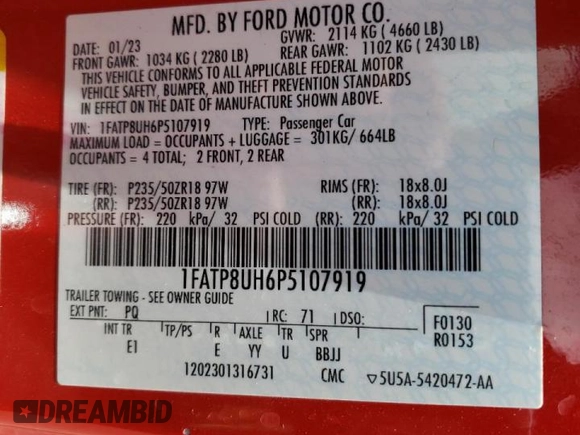 MFD. BY FORD MOTOR CO.
DATE: 01/23 GVWR: 2114 KG ( 4660 LB)
FRONT GAWR: 1034 KG ( 2280 LB) REAR GAWR: 1102 KG ( 2430 LB)
THIS VEHICLE CONFORMS TO ALL APPLICABLE FEDERAL MOTOR
VEHICLE SAFETY, BUMPER, AND THEFT PREVENTION STANDARDS
IN EFFECT ON THE DATE OF MANUFACTURE SHOWN ABOVE.
VIN: 1FATP8UH6P5107919 TYPE: Passenger Car
MAXIMUM LOAD = OCCUPANTS + LUGGAGE = 301KG/ 664LB
OCCUPANTS = 4 TOTAL; 2 FRONT, 2 REAR
TIRE (FR): P235/50ZR18 97W RIMS (FR): 18x8.0J
(RR): P235/50ZR18 97W (RR): 18x8.0J
PRESSURE (FR): 220 kPa/ 32 PSI COLD (RR): 220 kPa/ 32 PSI COLD
1FATP8UH6P5107919
TRAILER TOWING - SEE OWNER GUIDE
EXT PNT: PQ RC: 71 DSO: F0130
R0153
INT TR TP/PS R AXLE TR SPR
EI E YY U BBJJ
1202301316731 CMC ▽5U5A-5420472-AA
DREAMBID